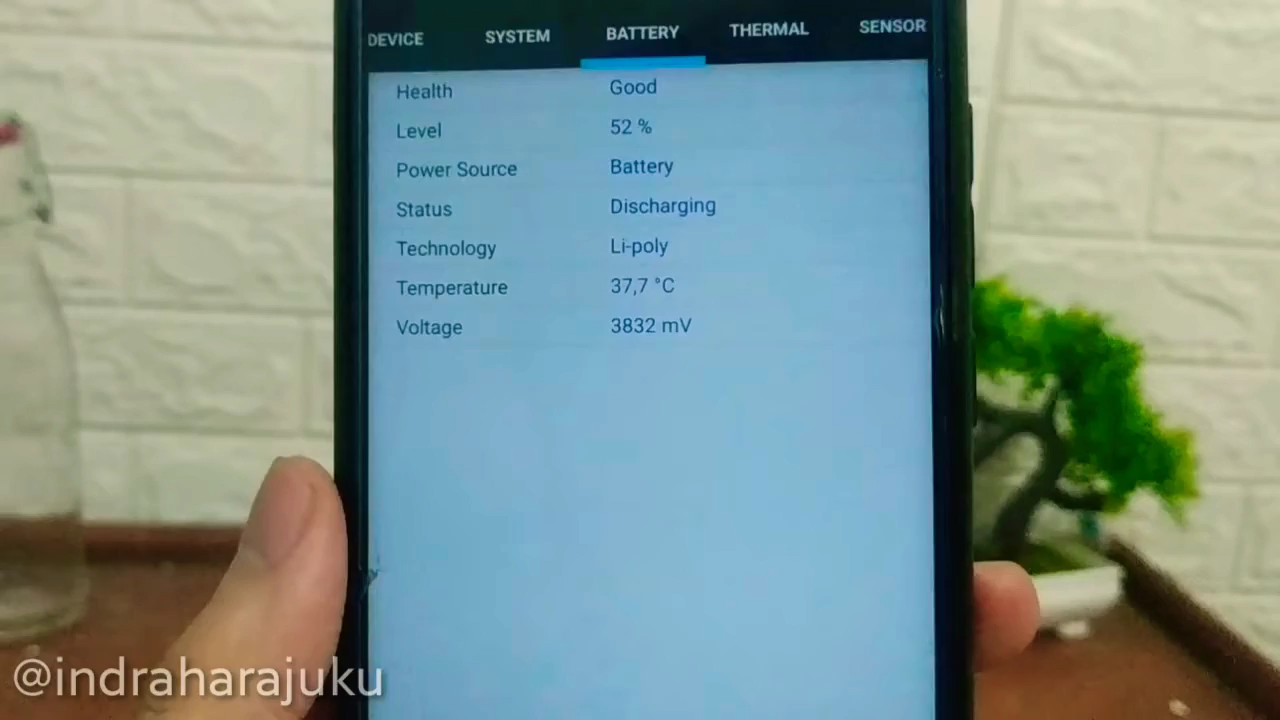 DEVICE SYSTEM BATTERY THERMAL SENSOR
Health Good
Level 52 %
Power Source Battery
Status Discharging
Technology Li-poly
Temperature 37,7 °C
Voltage 3832 mV
@indraharajuku